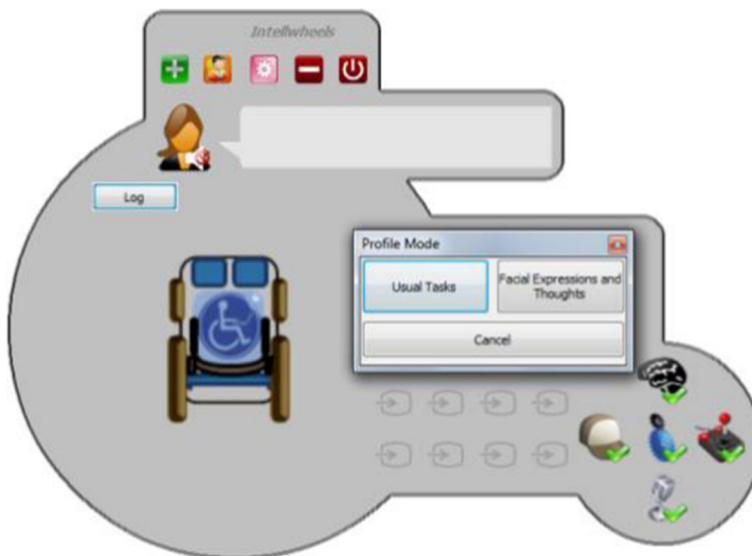 Intellwheels
Log
Profile Mode
Usual Tasks
Facial Expressions and
Thoughts
Cancel